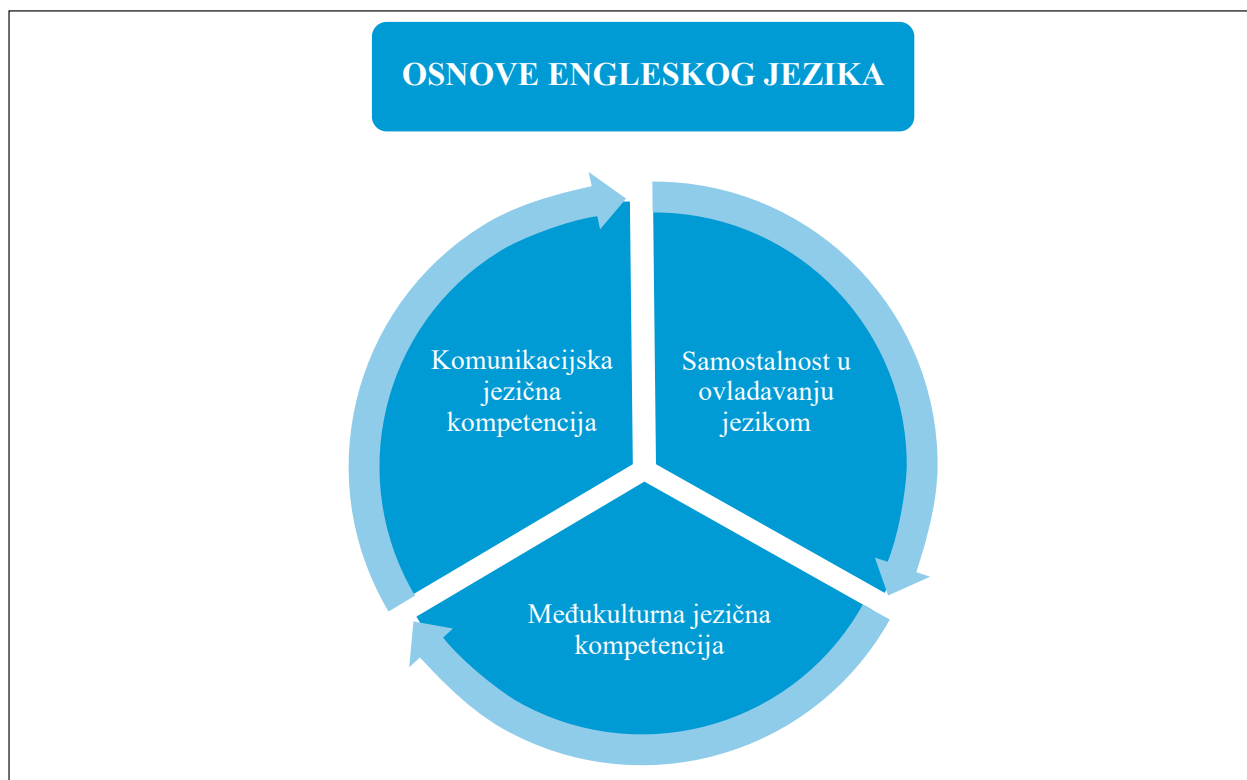 OSNOVE ENGLESKOG JEZIKA
Komunikacijska
jezična
kompetencija
Samostalnost u
ovladavanju
jezikom
Međukulturna jezična
kompetencija